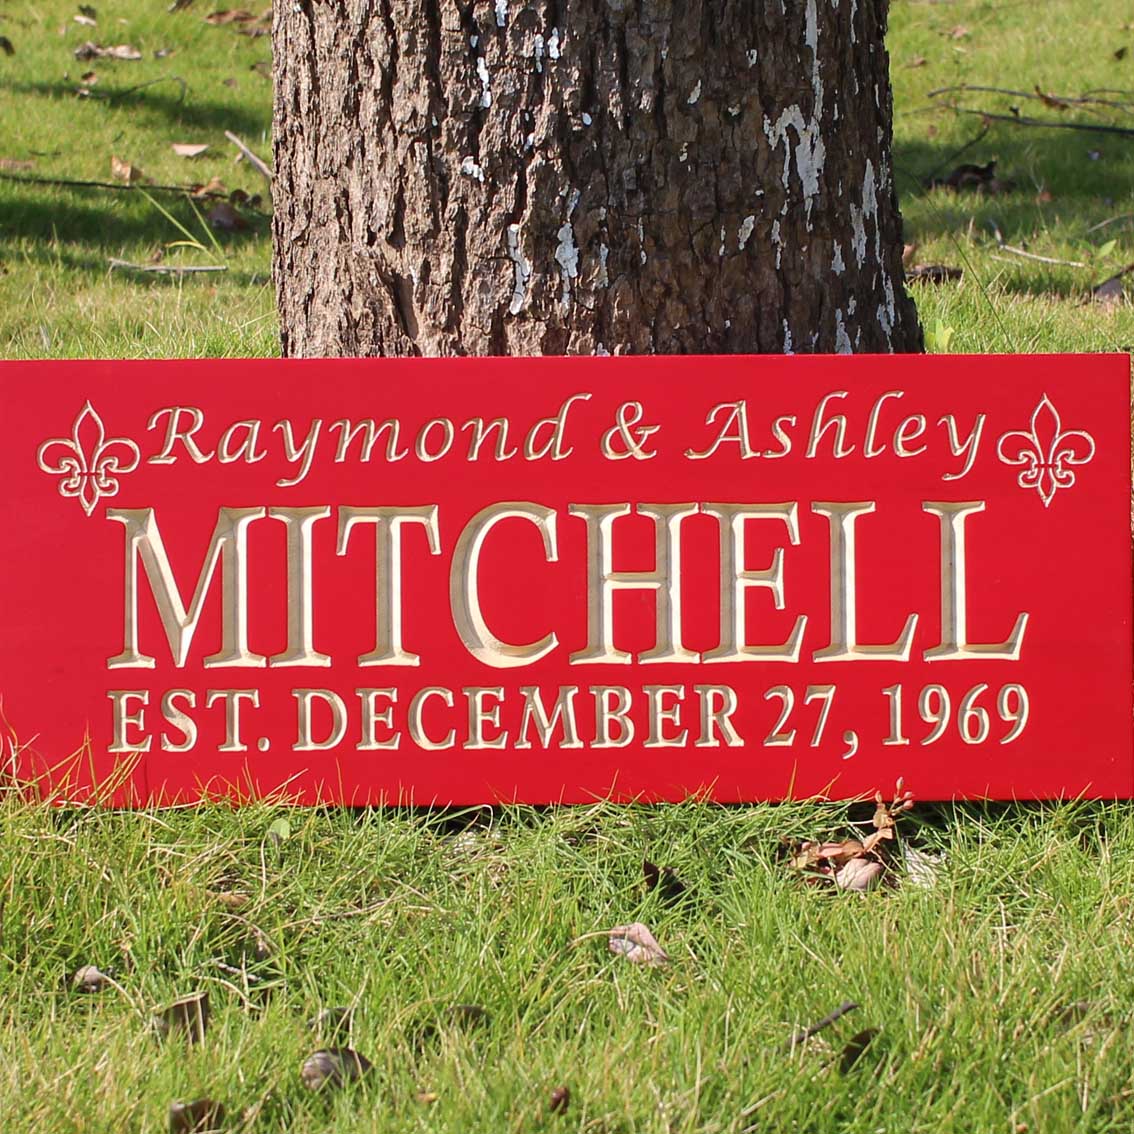 Raymond & Ashley
MITCHELL
EST. DECEMBER 27, 1969